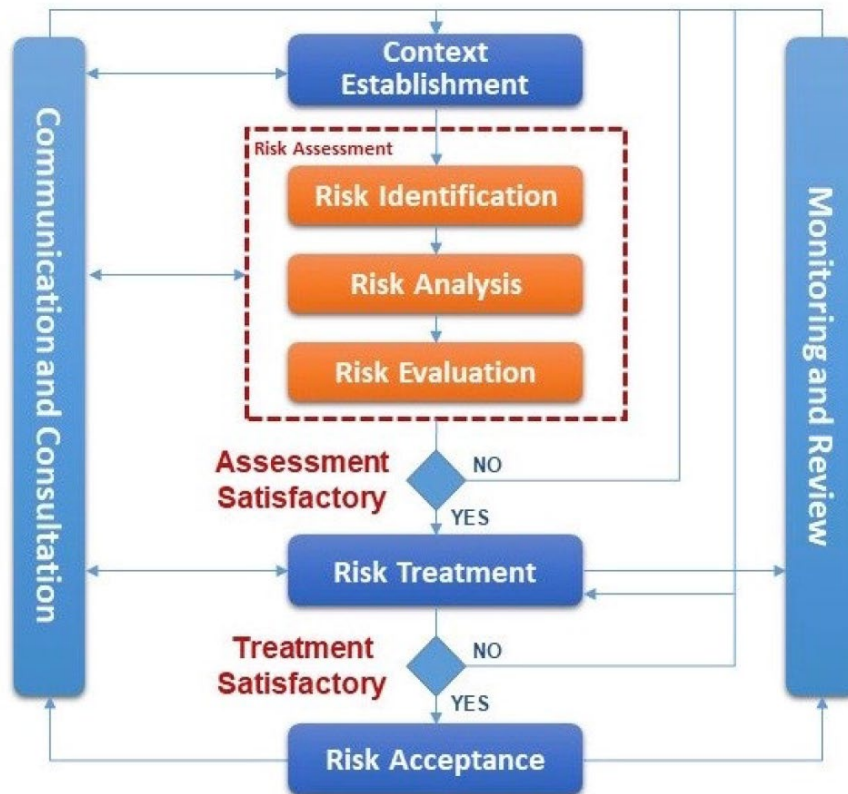 Context
Establishment
Communication and Consultation
Monitoring and Review
Risk Assessment
Risk Identification
Risk Analysis
Risk Evaluation
Assessment
Satisfactory
NO
YES
Risk Treatment
Treatment
Satisfactory
NO
YES
Risk Acceptance